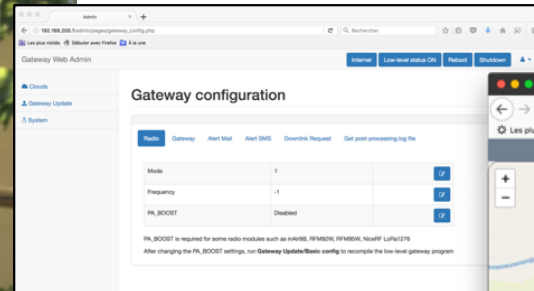 Admin
192.168.200.1/admin/pages/gateway_config.php
Rechercher
Les plus visités
Débuter avec Firefox
À la une
Gateway Web Admin
Internet
Low-level status ON
Reboot
Shutdown
Clouds
Gateway Update
System
Gateway configuration
Radio
Gateway
Alert Mail
Alert SMS
Downlink Request
Get post-processing.log file
Mode 1
Frequency -1
PA_BOOST Disabled
PA_BOOST is required for some radio modules such as inAir9B, RFM92W, RFM95W, NiceRF LoRa1276
After changing the PA_BOOST settings, run Gateway Update/Basic config to recompile the low-level gateway program
Les plu
+
−